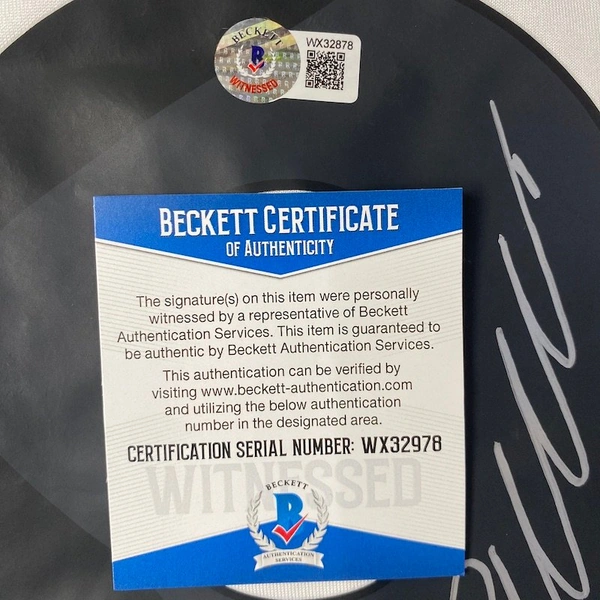 BECKETT
B
WITNESSED
WX32878
BECKETT CERTIFICATE
OF AUTHENTICITY
The signature(s) on this item were personally
witnessed by a representative of Beckett
Authentication Services. This item is guaranteed to
be authentic by Beckett Authentication Services.
This authentication can be verified by
visiting www.beckett-authentication.com
and utilizing the below authentication
number in the designated area.
CERTIFICATION SERIAL NUMBER: WX32978
WITNESSED
BECKETT
B
AUTHENTICATION
SERVICES